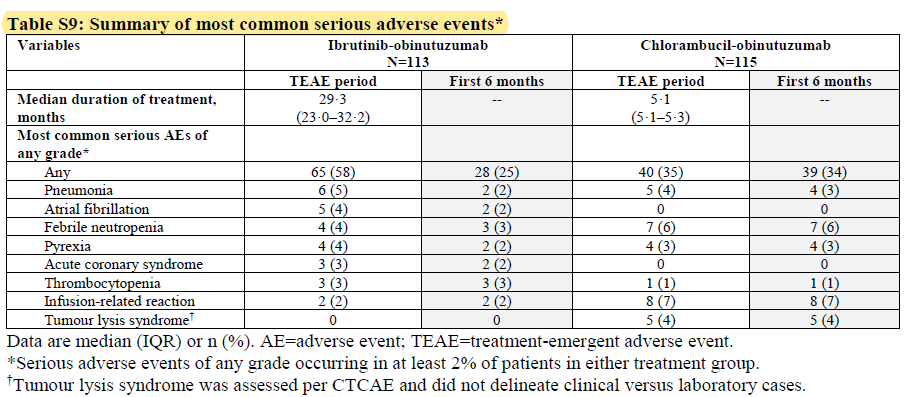 Table S9: Summary of most common serious adverse events*
Variables Ibrutinib-obinutuzumab N=113 Chlorambucil-obinutuzumab N=115
TEAE period First 6 months TEAE period First 6 months
Median duration of treatment, months 29·3 (23·0–32·2) -- 5·1 (5·1–5·3) --
Most common serious AEs of any grade*
Any 65 (58) 28 (25) 40 (35) 39 (34)
Pneumonia 6 (5) 2 (2) 5 (4) 4 (3)
Atrial fibrillation 5 (4) 2 (2) 0 0
Febrile neutropenia 4 (4) 3 (3) 7 (6) 7 (6)
Pyrexia 4 (4) 2 (2) 4 (3) 4 (3)
Acute coronary syndrome 3 (3) 2 (2) 0 0
Thrombocytopenia 3 (3) 3 (3) 1 (1) 1 (1)
Infusion-related reaction 2 (2) 2 (2) 8 (7) 8 (7)
Tumour lysis syndrome† 0 0 5 (4) 5 (4)
Data are median (IQR) or n (%). AE=adverse event; TEAE=treatment-emergent adverse event.
*Serious adverse events of any grade occurring in at least 2% of patients in either treatment group.
†Tumour lysis syndrome was assessed per CTCAE and did not delineate clinical versus laboratory cases.